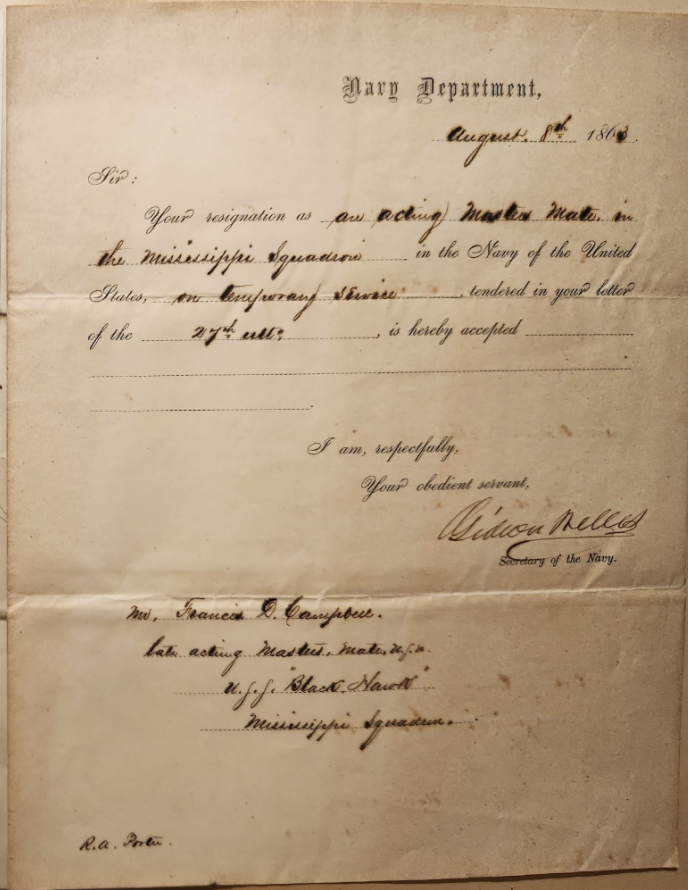 Navy Department,
August. 8th 1863.
Sir:
Your resignation as an acting Masters Mate, in
the Mississippi Squadron in the Navy of the United
States, on temporary service, tendered in your letter
of the 27th ulto, is hereby accepted
I am, respectfully,
Your obedient servant,
Gideon Welles
Secretary of the Navy.
Mr. Francis D. Campbell.
late acting Masters, Mate, U.S.N.
U.S.S. "Black Hawk"
Mississippi Squadron.
R.A. Porter.